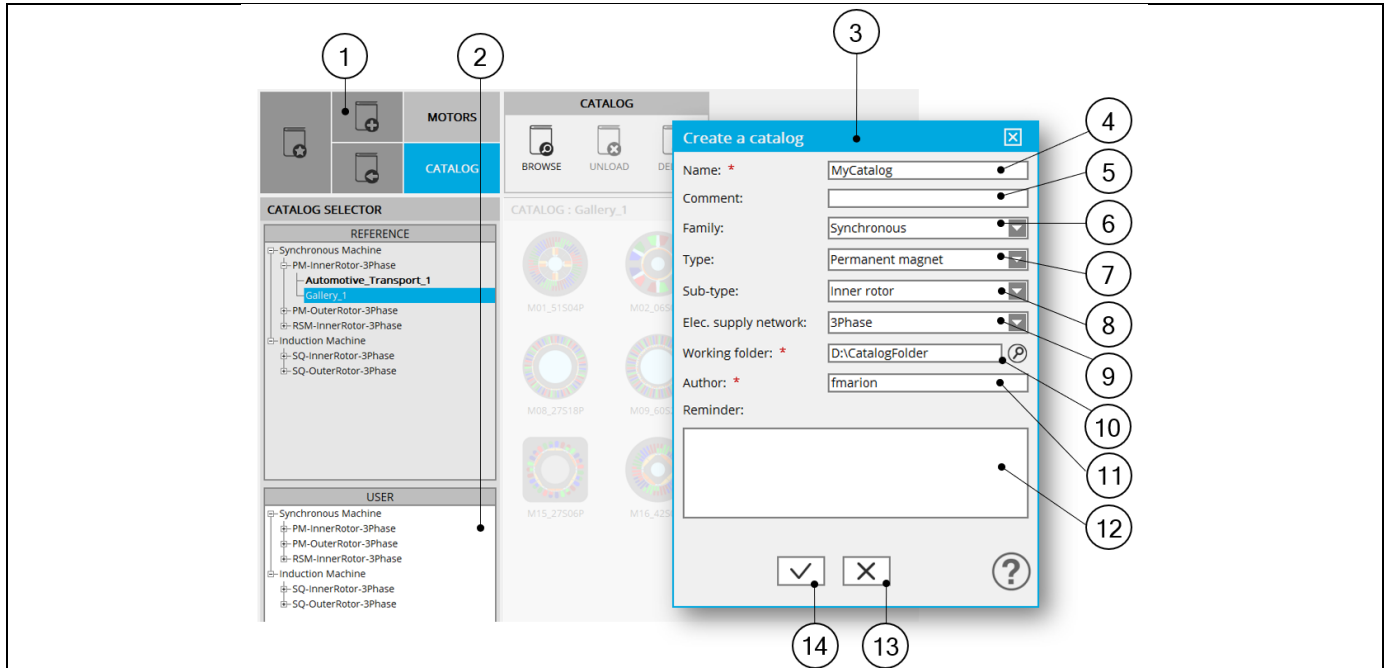 1
2
3
MOTORS
CATALOG
CATALOG
BROWSE
UNLOAD
CATALOG SELECTOR
REFERENCE
Synchronous Machine
PM-InnerRotor-3Phase
Automotive_Transport_1
Gallery_1
PM-OuterRotor-3Phase
RSM-InnerRotor-3Phase
Induction Machine
SQ-InnerRotor-3Phase
SQ-OuterRotor-3Phase
USER
Synchronous Machine
PM-InnerRotor-3Phase
PM-OuterRotor-3Phase
RSM-InnerRotor-3Phase
Induction Machine
SQ-InnerRotor-3Phase
SQ-OuterRotor-3Phase
CATALOG : Gallery_1
M01_51S04P
M08_27S18P
M15_27S06P
Create a catalog
Name: * MyCatalog
Comment:
Family: Synchronous
Type: Permanent magnet
Sub-type: Inner rotor
Elec. supply network: 3Phase
Working folder: * D:\CatalogFolder
Author: * fmarion
Reminder:
?
4
5
6
7
8
9
10
11
12
14
13